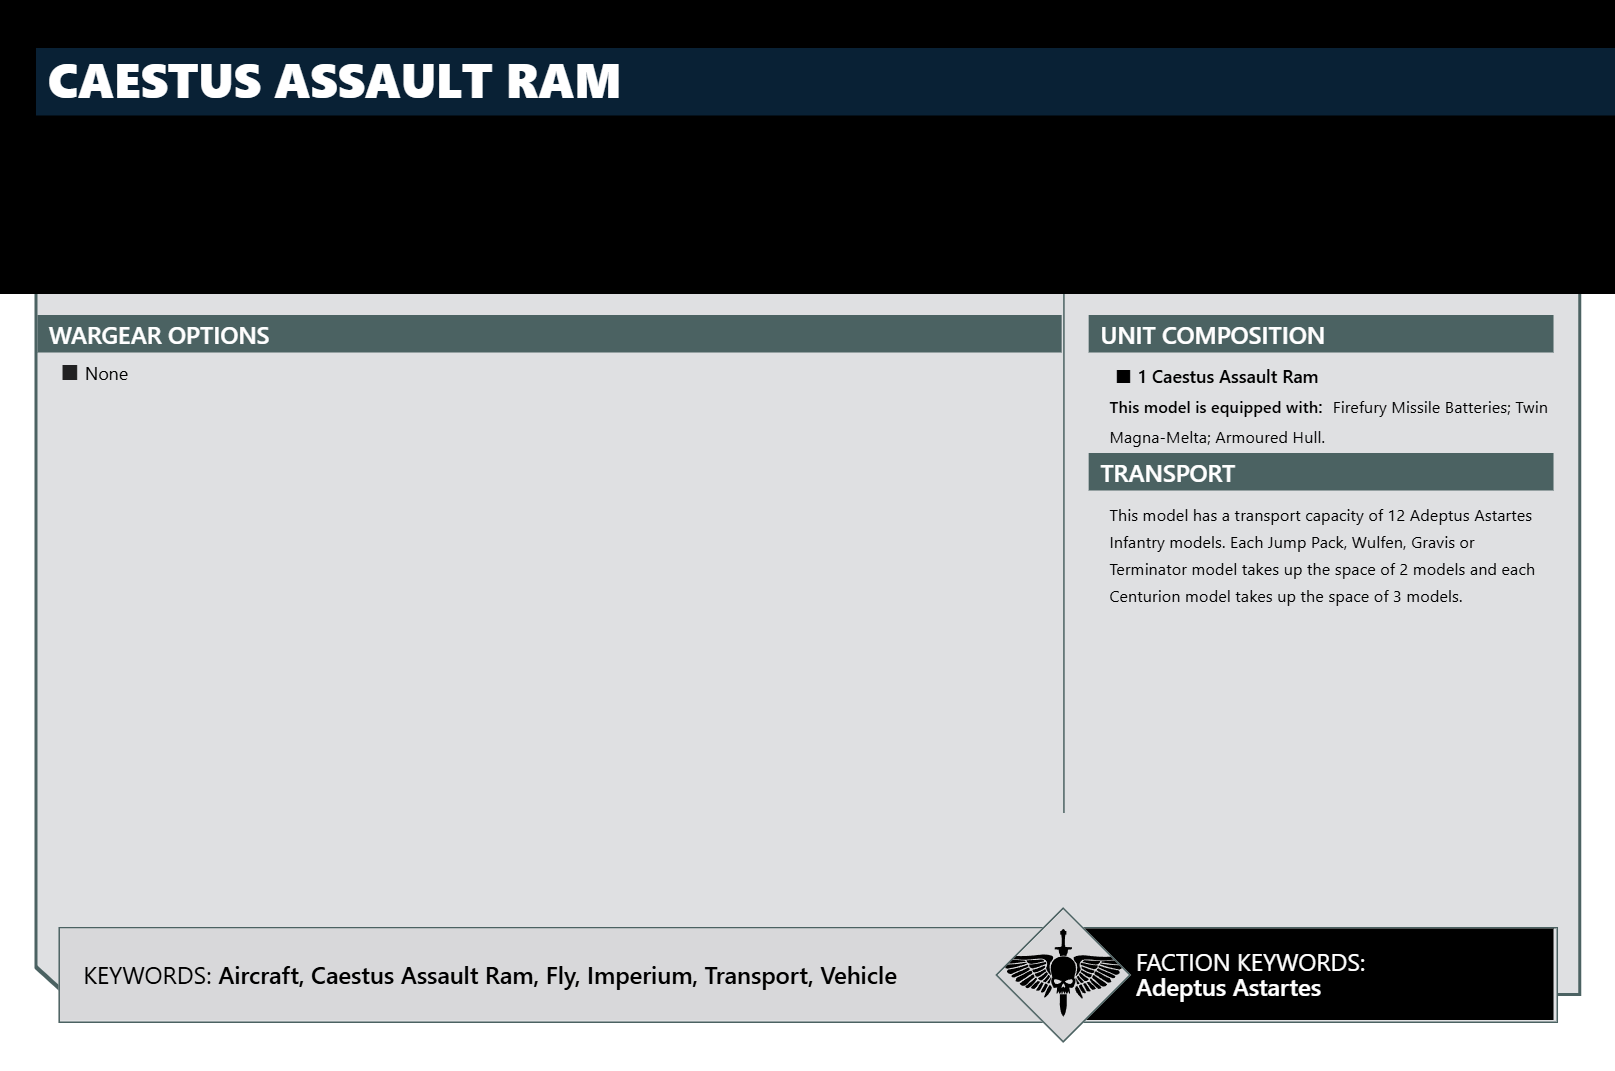 CAESTUS ASSAULT RAM
WARGEAR OPTIONS
■ None
UNIT COMPOSITION
■ 1 Caestus Assault Ram
This model is equipped with: Firefury Missile Batteries; Twin
Magna-Melta; Armoured Hull.
TRANSPORT
This model has a transport capacity of 12 Adeptus Astartes
Infantry models. Each Jump Pack, Wulfen, Gravis or
Terminator model takes up the space of 2 models and each
Centurion model takes up the space of 3 models.
KEYWORDS: Aircraft, Caestus Assault Ram, Fly, Imperium, Transport, Vehicle
FACTION KEYWORDS:
Adeptus Astartes